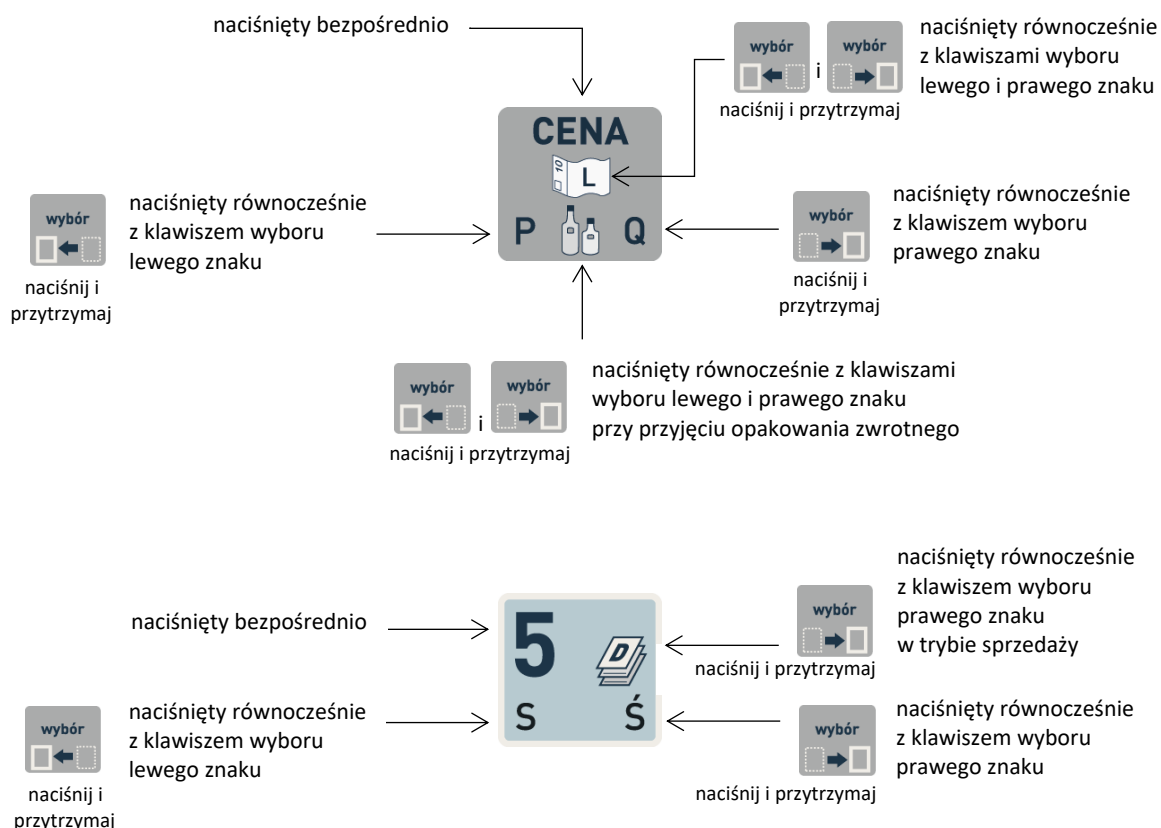 naciśnięty bezpośrednio
wybór
i
wybór
naciśnij i przytrzymaj
naciśnięty równocześnie
z klawiszami wyboru
lewego i prawego znaku
CENA
10
L
P
Q
wybór
naciśnij i
przytrzymaj
naciśnięty równocześnie
z klawiszem wyboru
lewego znaku
wybór
naciśnij i
przytrzymaj
naciśnięty równocześnie
z klawiszem wyboru
prawego znaku
wybór
i
wybór
naciśnij i przytrzymaj
naciśnięty równocześnie z klawiszami
wyboru lewego i prawego znaku
przy przyjęciu opakowania zwrotnego
naciśnięty bezpośrednio
5
D
S
Ś
wybór
naciśnij i przytrzymaj
naciśnięty równocześnie
z klawiszem wyboru
prawego znaku
w trybie sprzedaży
wybór
naciśnij i
przytrzymaj
naciśnięty równocześnie
z klawiszem wyboru
lewego znaku
wybór
naciśnij i przytrzymaj
naciśnięty równocześnie
z klawiszem wyboru
prawego znaku